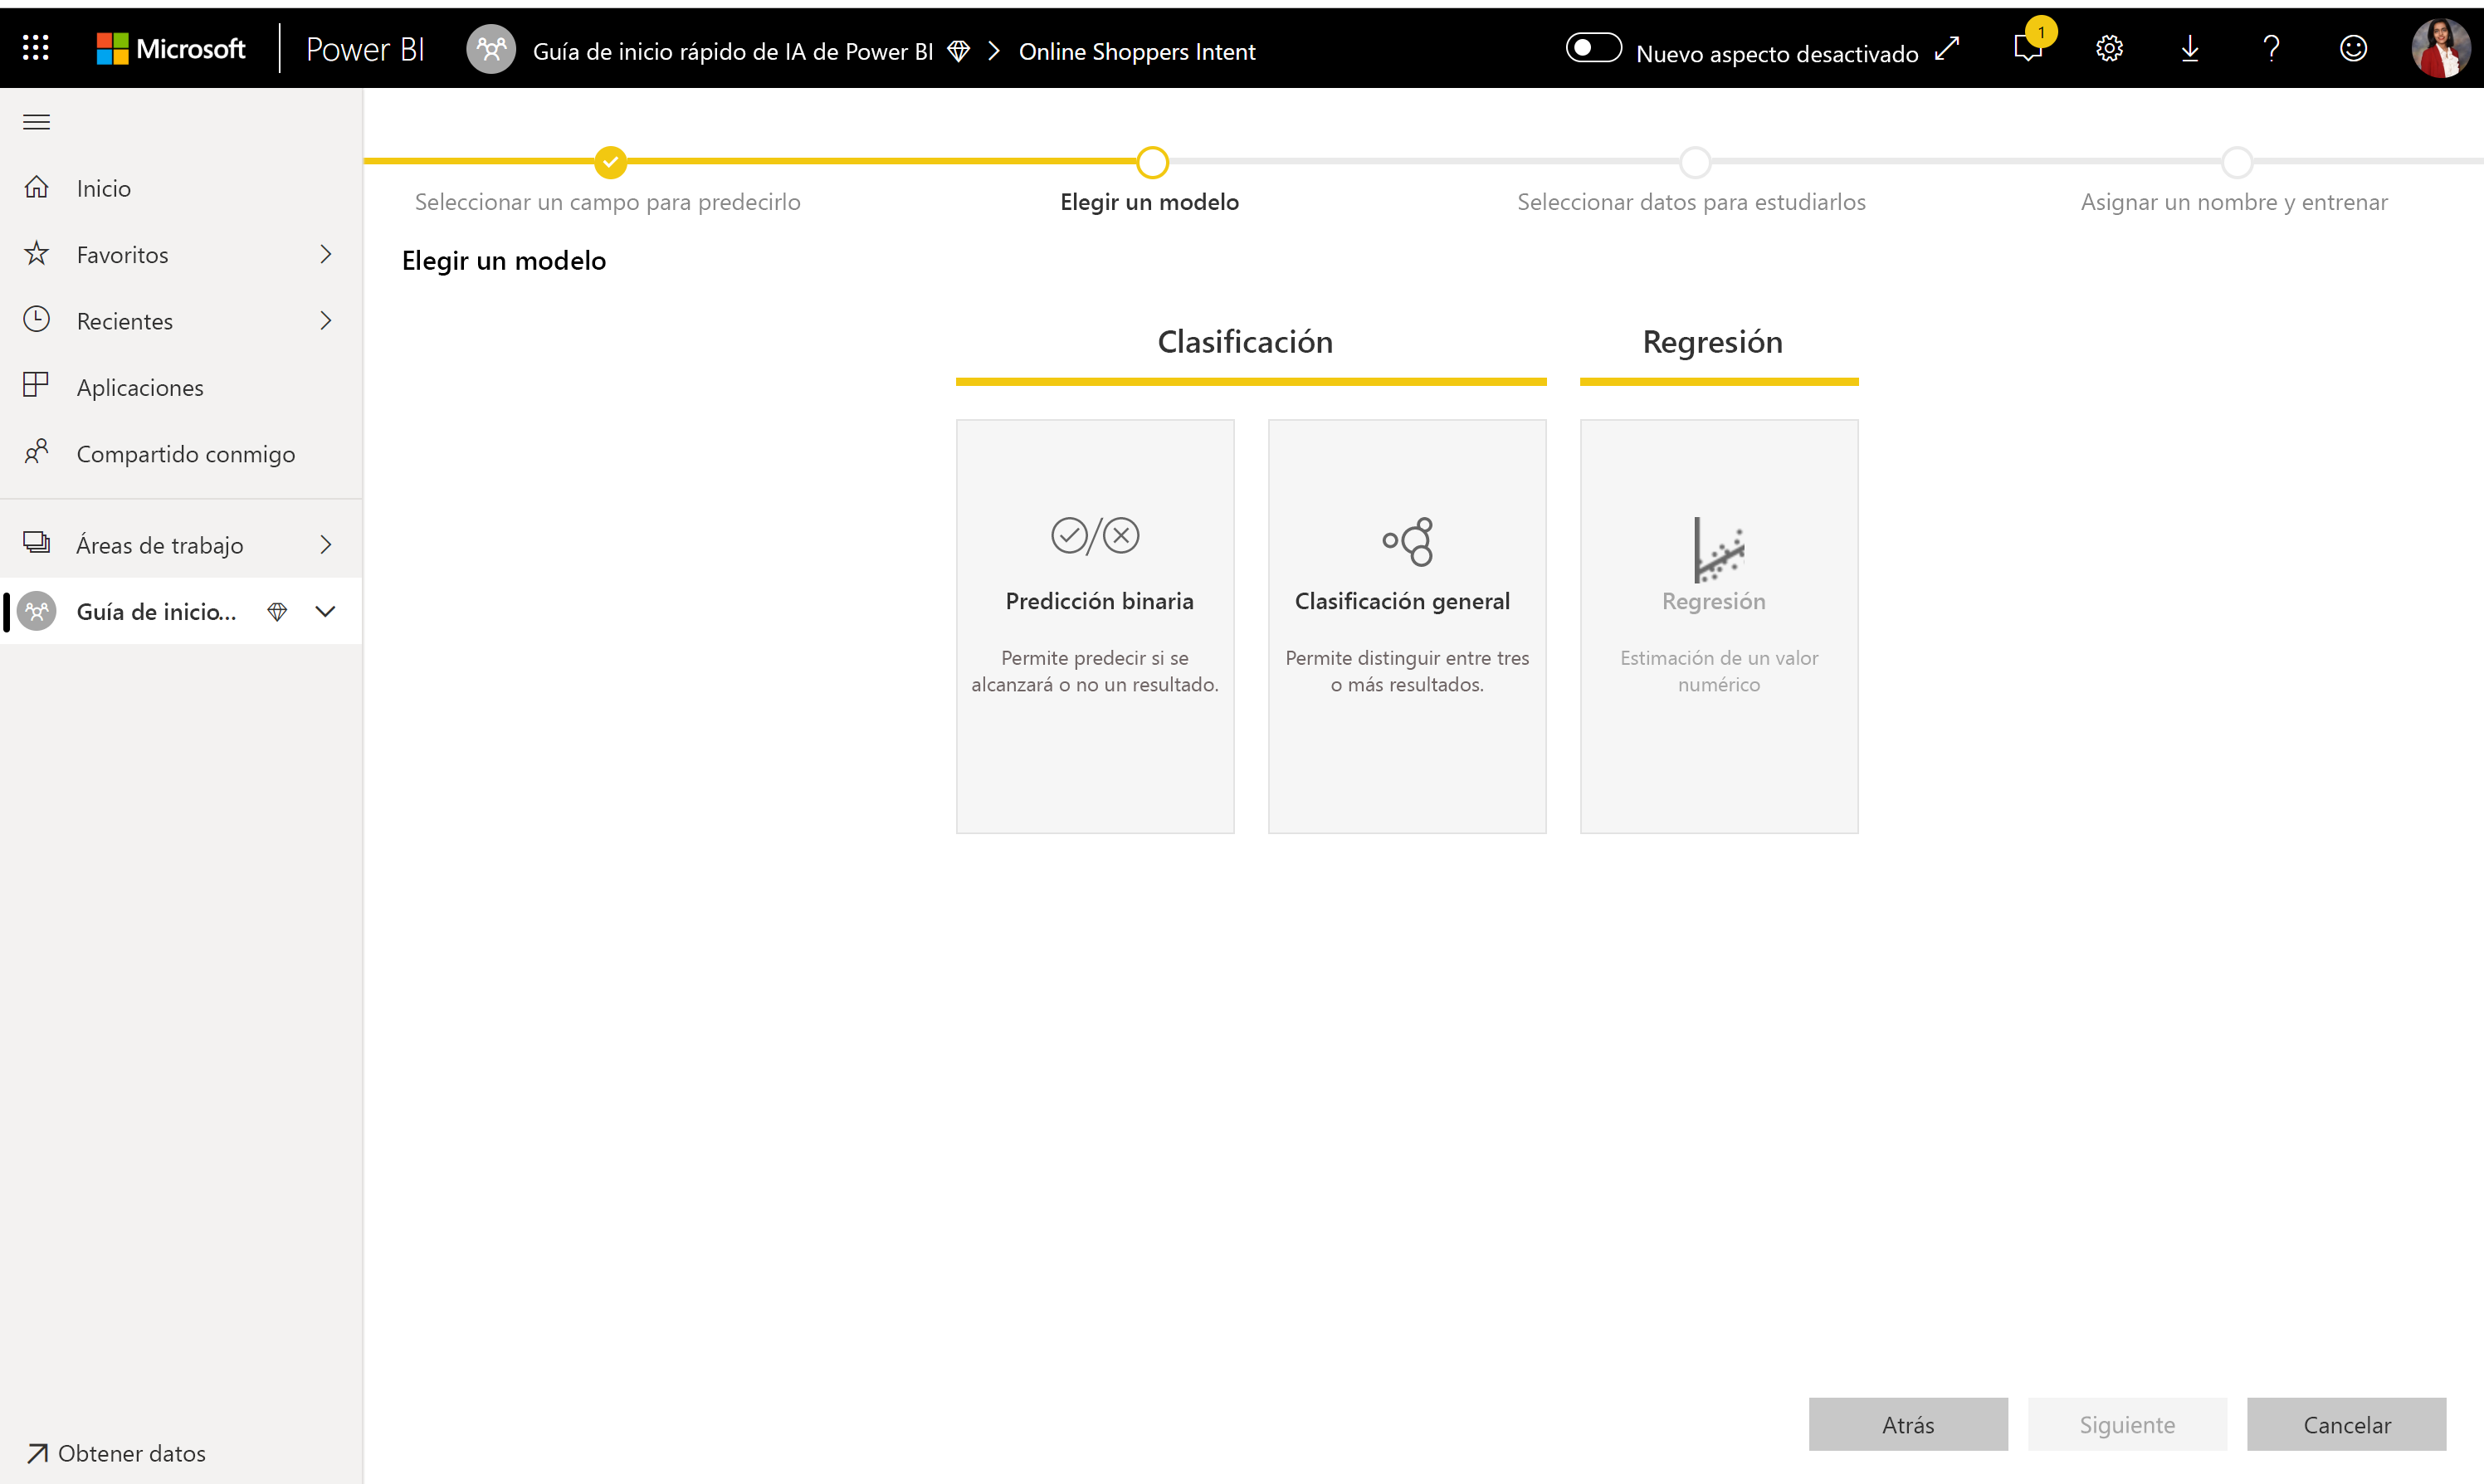 Microsoft
Power BI
Guía de inicio rápido de IA de Power BI
Online Shoppers Intent
Nuevo aspecto desactivado
1
Inicio
Favoritos
Recientes
Aplicaciones
Compartido conmigo
Áreas de trabajo
Guía de inicio...
Obtener datos
Seleccionar un campo para predecirlo
Elegir un modelo
Seleccionar datos para estudiarlos
Asignar un nombre y entrenar
Elegir un modelo
Clasificación
Regresión
Predicción binaria
Permite predecir si se
alcanzará o no un resultado.
Clasificación general
Permite distinguir entre tres
o más resultados.
Regresión
Estimación de un valor
numérico
Atrás
Siguiente
Cancelar